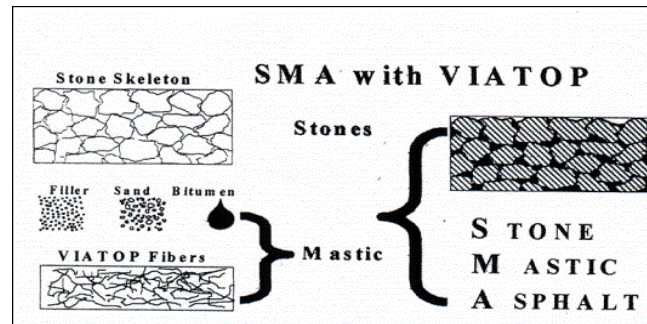 SMA with VIATOP
Stone Skeleton
Stones
Filler Sand Bitumen
VIATOP Fibers
Mastic
S TONE
M ASTIC
A SPHALT